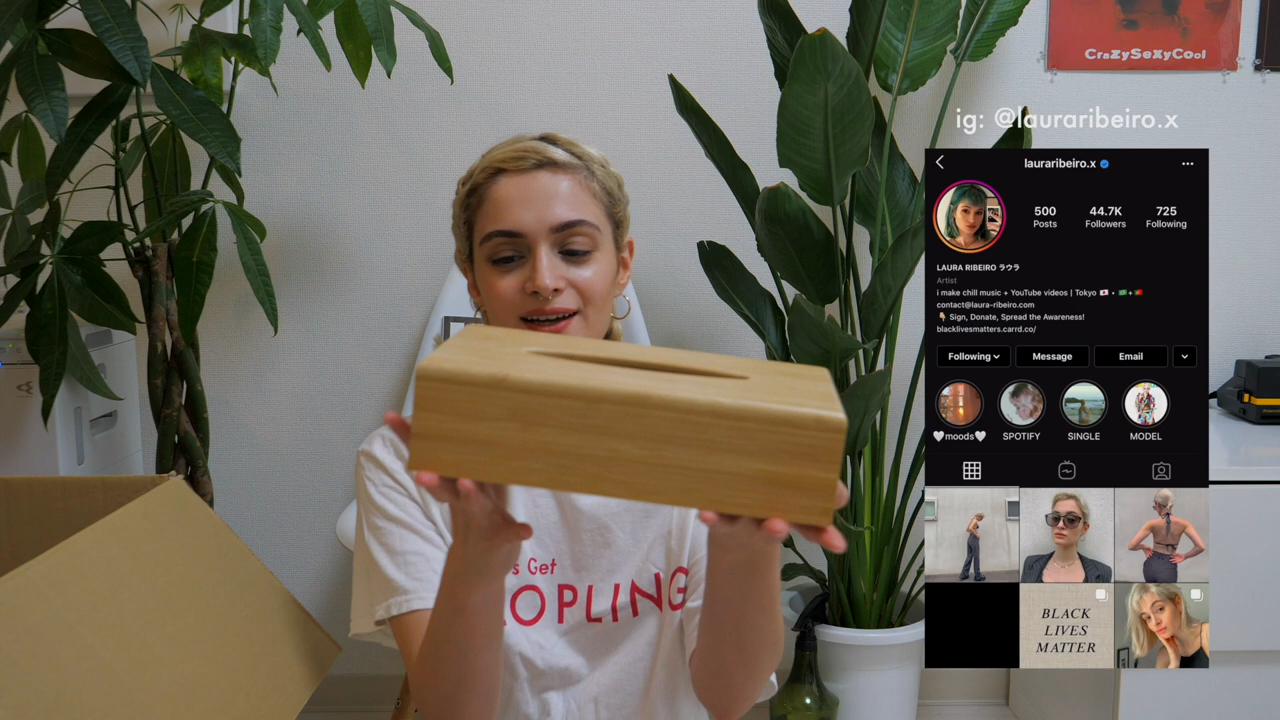 CrazySexyCool
ig: @lauraribeiro.x
lauraribeiro.x
500
Posts
44.7K
Followers
725
Following
LAURA RIBEIRO ラウラ
Artist
i make chill music + YouTube videos | Tokyo 🇯🇵 • 🇧🇷+🇵🇹
contact@laura-ribeiro.com
👇🏼 Sign, Donate, Spread the Awareness!
blacklivesmatters.carrd.co/
Following
Message
Email
🤍moods🤍
SPOTIFY
SINGLE
MODEL
BLACK
LIVES
MATTER
s Get
OPLING